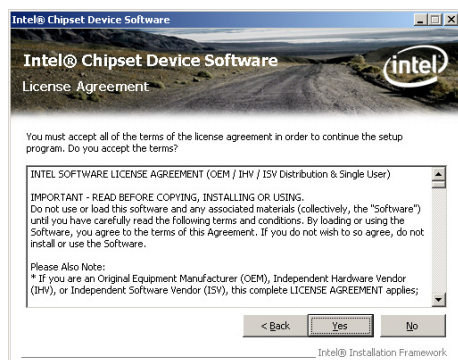 Intel® Chipset Device Software
Intel® Chipset Device Software
intel
License Agreement
You must accept all of the terms of the license agreement in order to continue the setup
program. Do you accept the terms?
INTEL SOFTWARE LICENSE AGREEMENT (OEM / IHV / ISV Distribution & Single User)
IMPORTANT - READ BEFORE COPYING, INSTALLING OR USING.
Do not use or load this software and any associated materials (collectively, the "Software")
until you have carefully read the following terms and conditions. By loading or using the
Software, you agree to the terms of this Agreement. If you do not wish to so agree, do not
install or use the Software.
Please Also Note:
* If you are an Original Equipment Manufacturer (OEM), Independent Hardware Vendor
(IHV), or Independent Software Vendor (ISV), this complete LICENSE AGREEMENT applies;
< Back Yes No
Intel® Installation Framework